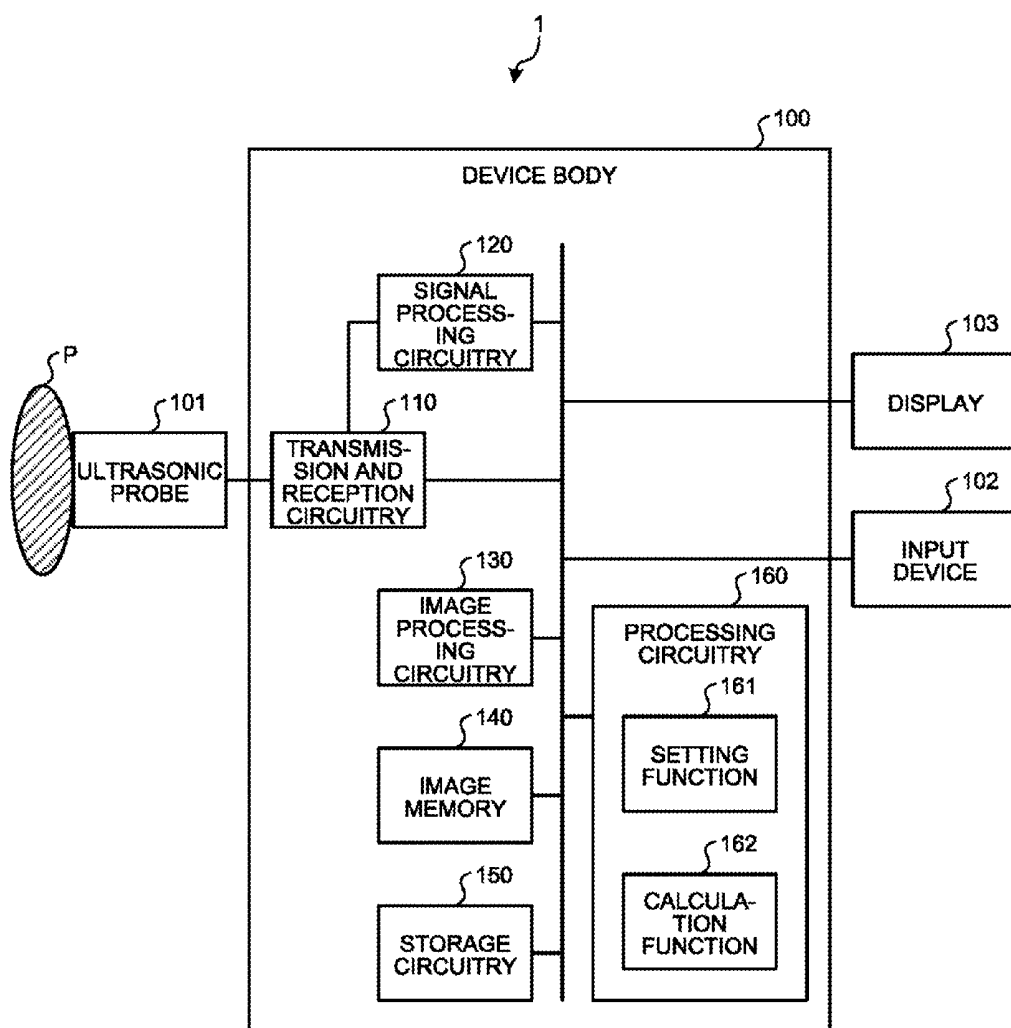 1
100
DEVICE BODY
120
SIGNAL
PROCESS-
ING
CIRCUITRY
103
DISPLAY
P
101
ULTRASONIC
PROBE
110
TRANSMIS-
SION AND
RECEPTION
CIRCUITRY
102
INPUT
DEVICE
130
IMAGE
PROCESS-
ING
CIRCUITRY
160
PROCESSING
CIRCUITRY
161
SETTING
FUNCTION
140
IMAGE
MEMORY
162
CALCULA-
TION
FUNCTION
150
STORAGE
CIRCUITRY